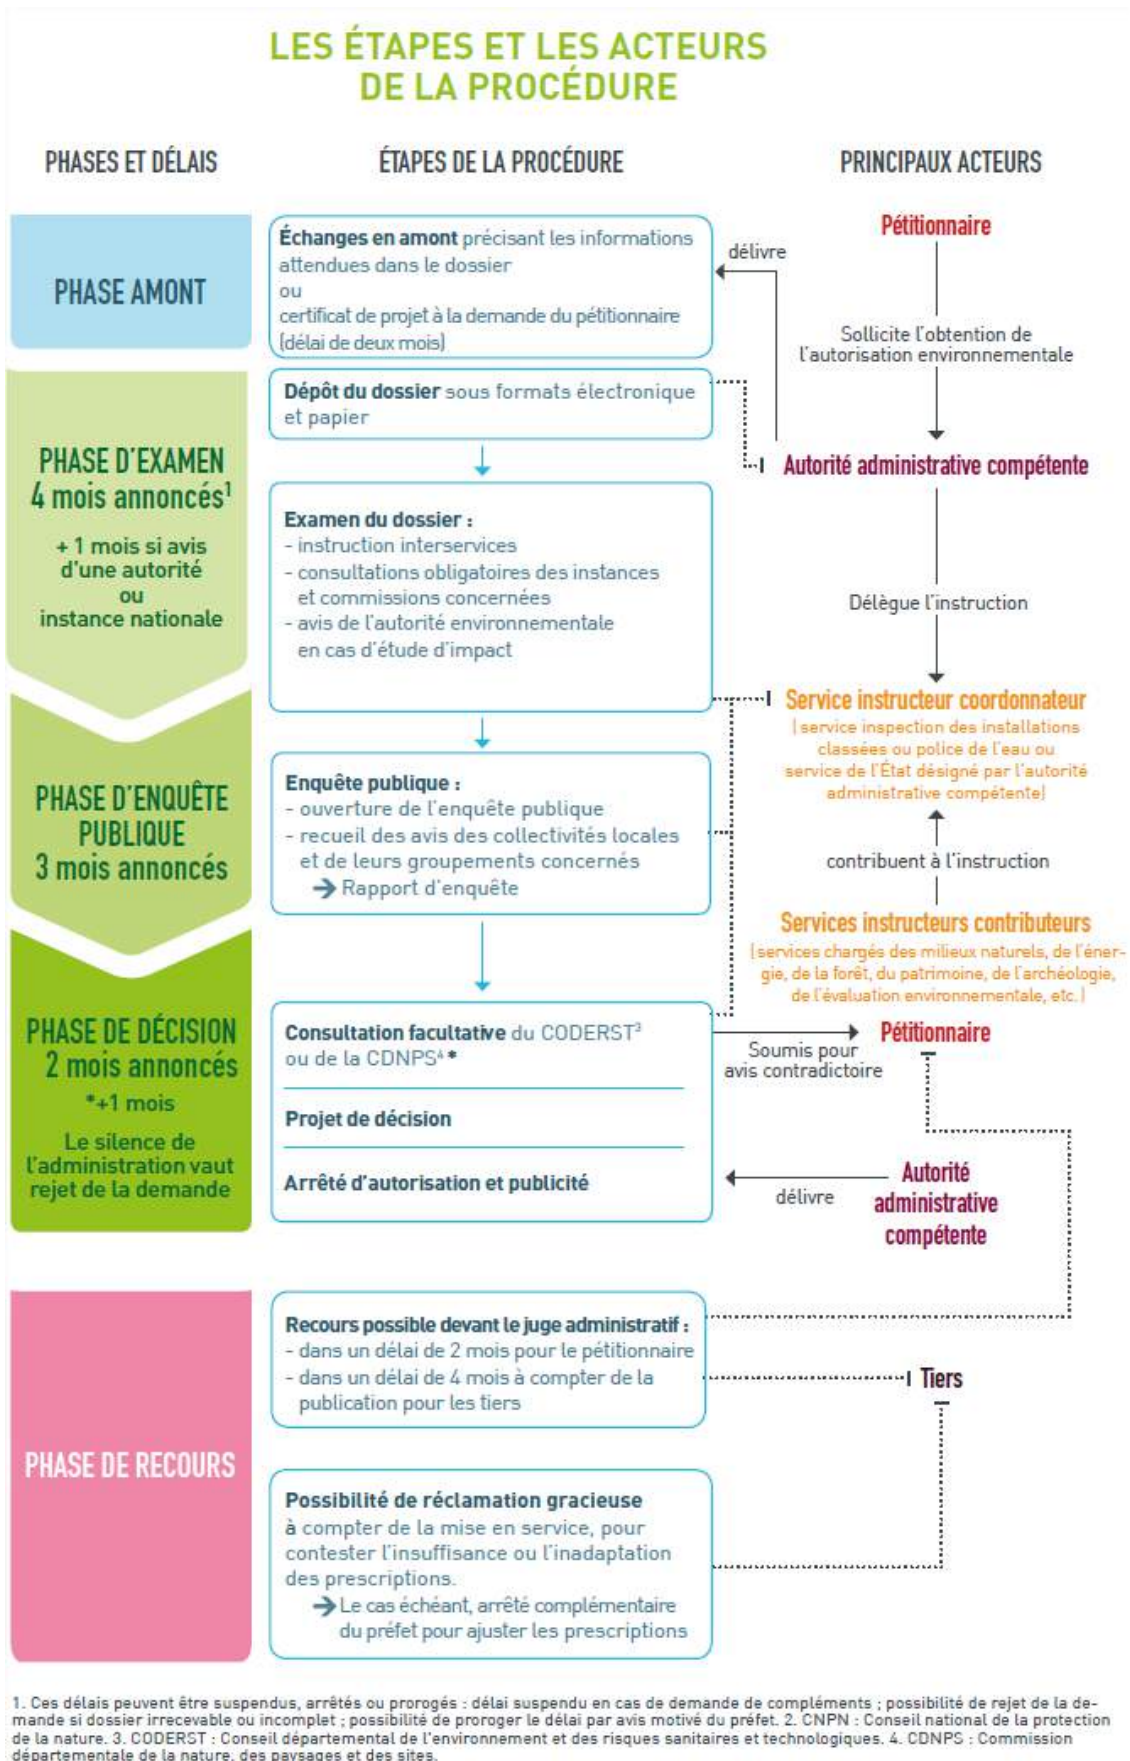 LES ÉTAPES ET LES ACTEURS
DE LA PROCÉDURE
PHASES ET DÉLAIS
ÉTAPES DE LA PROCÉDURE
PRINCIPAUX ACTEURS
PHASE AMONT
Échanges en amont précisant les informations
attendues dans le dossier
ou
certificat de projet à la demande du pétitionnaire
(délai de deux mois)
délivre
Pétitionnaire
Sollicite l'obtention de
l'autorisation environnementale
PHASE D'EXAMEN
4 mois annoncés¹
+ 1 mois si avis
d'une autorité
ou
instance nationale
Dépôt du dossier sous formats électronique
et papier
Autorité administrative compétente
Examen du dossier :
- instruction interservices
- consultations obligatoires des instances
et commissions concernées
- avis de l'autorité environnementale
en cas d'étude d'impact
Délègue l'instruction
Service instructeur coordonnateur
(service inspection des installations
classées ou police de l'eau ou
service de l'État désigné par l'autorité
administrative compétente)
PHASE D'ENQUÊTE
PUBLIQUE
3 mois annoncés
Enquête publique :
- ouverture de l'enquête publique
- recueil des avis des collectivités locales
et de leurs groupements concernés
→ Rapport d'enquête
contribuent à l'instruction
Services instructeurs contributeurs
(services chargés des milieux naturels, de l'éner-
gie, de la forêt, du patrimoine, de l'archéologie,
de l'évaluation environnementale, etc.)
PHASE DE DÉCISION
2 mois annoncés
*+1 mois
Le silence de
l'administration vaut
rejet de la demande
Consultation facultative du CODERST³
ou de la CDNPS⁴ *
Projet de décision
Arrêté d'autorisation et publicité
Soumis pour
avis contradictoire
Pétitionnaire
délivre
Autorité
administrative
compétente
PHASE DE RECOURS
Recours possible devant le juge administratif :
- dans un délai de 2 mois pour le pétitionnaire
- dans un délai de 4 mois à compter de la
publication pour les tiers
Tiers
Possibilité de réclamation gracieuse
à compter de la mise en service, pour
contester l'insuffisance ou l'inadaptation
des prescriptions.
→ Le cas échéant, arrêté complémentaire
du préfet pour ajuster les prescriptions
1. Ces délais peuvent être suspendus, arrêtés ou prorogés : délai suspendu en cas de demande de compléments ; possibilité de rejet de la de-
mande si dossier irrecevable ou incomplet ; possibilité de proroger le délai par avis motivé du préfet. 2. CNPN : Conseil national de la protection
de la nature. 3. CODERST : Conseil départemental de l'environnement et des risques sanitaires et technologiques. 4. CDNPS : Commission
départementale de la nature, des paysages et des sites.